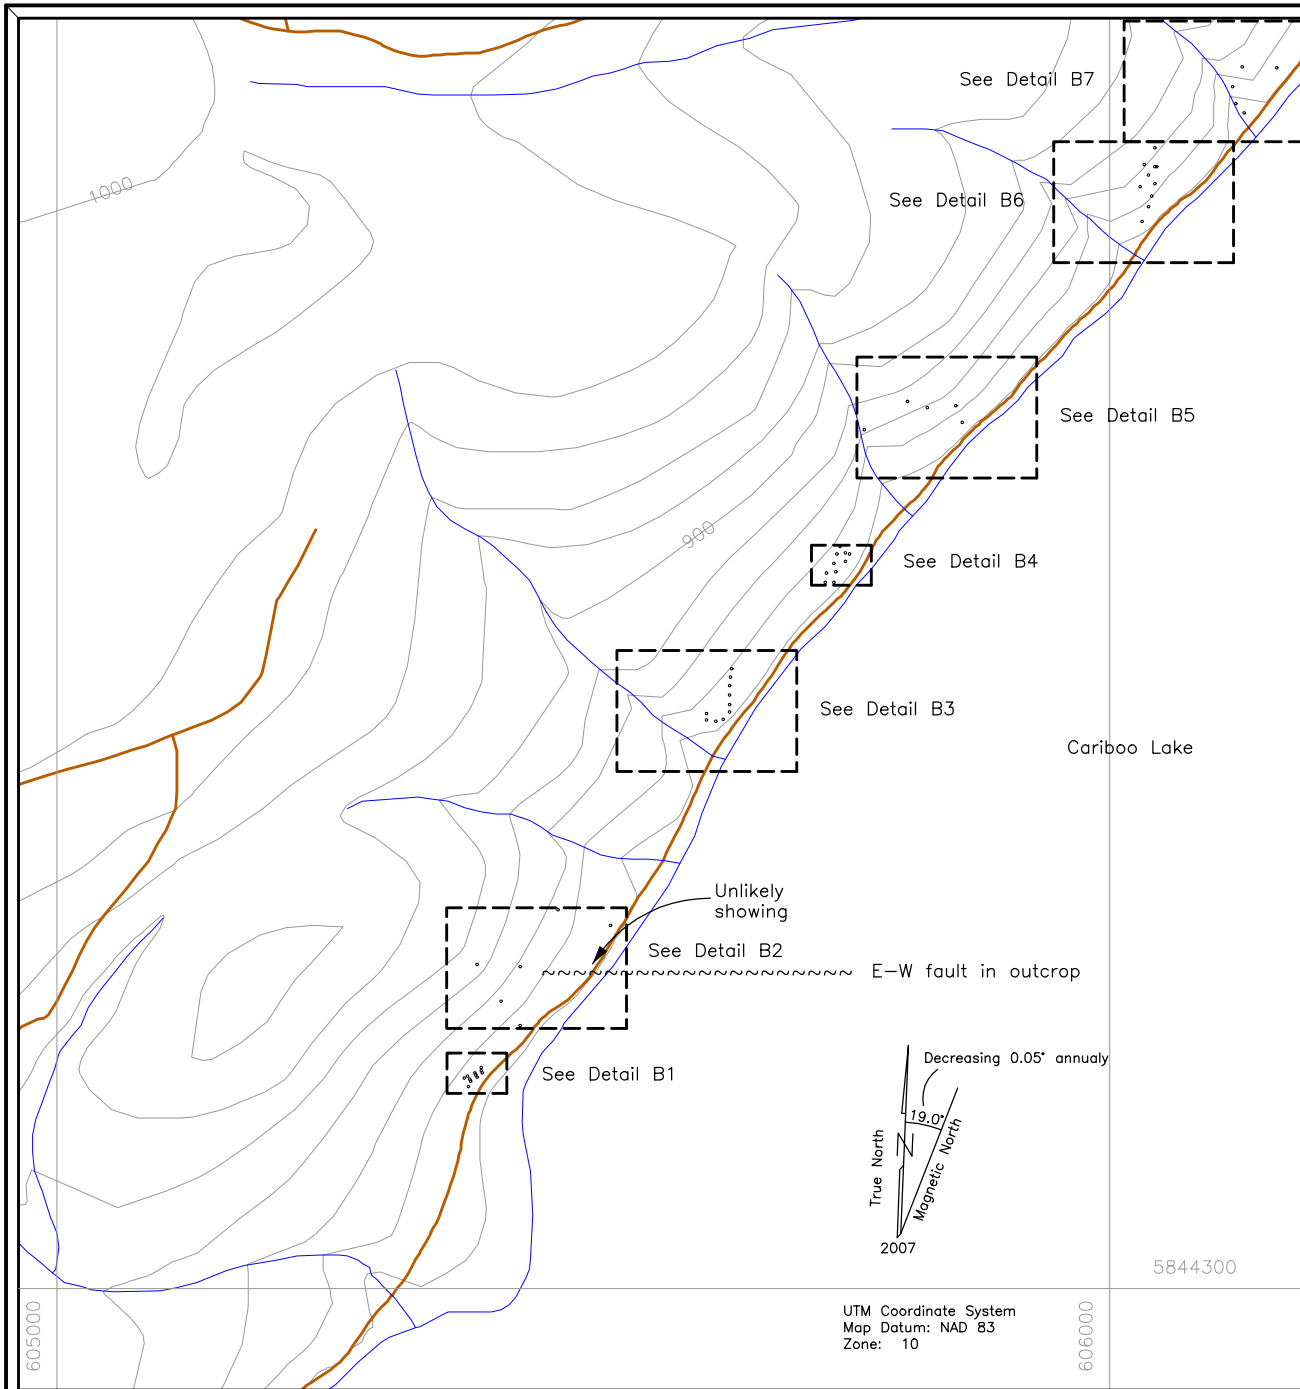 See Detail B7
1000
See Detail B6
See Detail B5
900
See Detail B4
See Detail B3
Cariboo Lake
Unlikely
showing
See Detail B2
E-W fault in outcrop
See Detail B1
Decreasing 0.05° annualy
19.0°
True North
N
Magnetic North
2007
5844300
605000
606000
UTM Coordinate System
Map Datum: NAD 83
Zone: 10